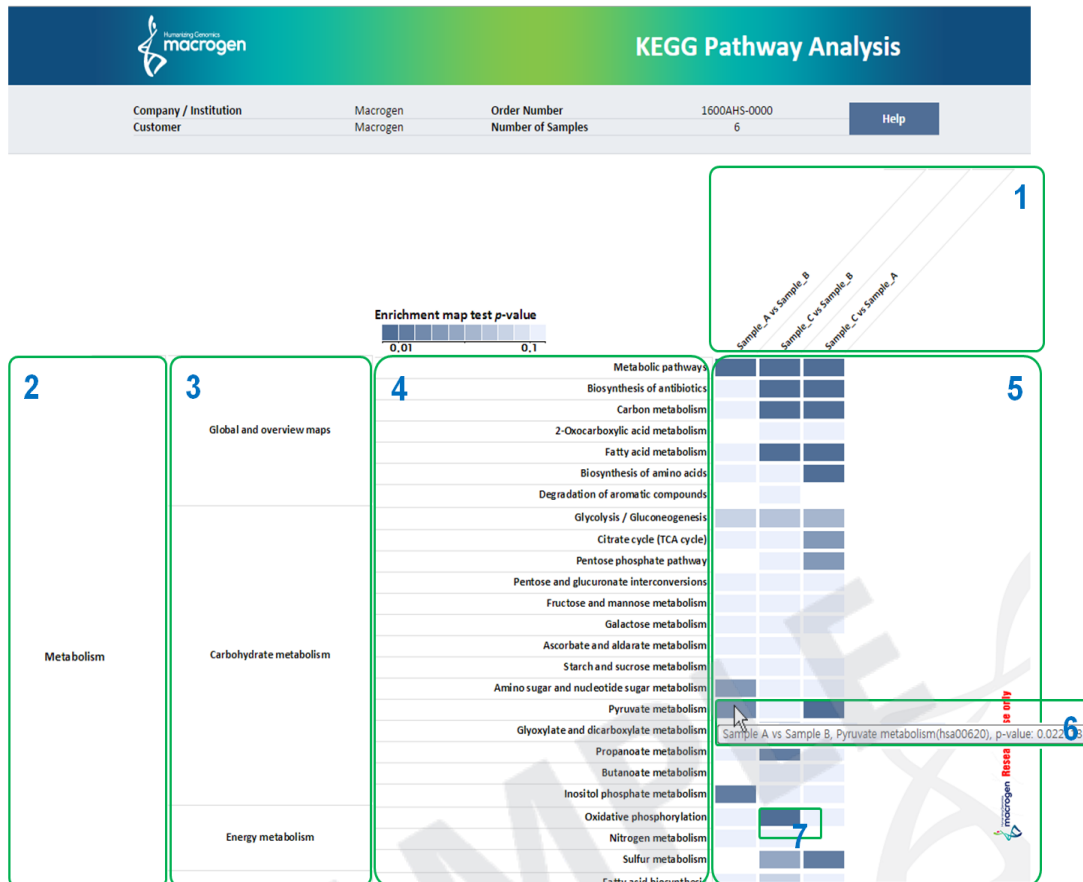 Humanizing Genomics
macrogen
KEGG Pathway Analysis
Company / Institution Macrogen Order Number 1600AHS-0000
Customer Macrogen Number of Samples 6
Help
1
Sample_A vs Sample_B
Sample_C vs Sample_B
Sample_C vs Sample_A
Enrichment map test p-value
0,01 0,1
2
3
4
5
Metabolism
Global and overview maps
Metabolic pathways
Biosynthesis of antibiotics
Carbon metabolism
2-Oxocarboxylic acid metabolism
Fatty acid metabolism
Biosynthesis of amino acids
Degradation of aromatic compounds
Carbohydrate metabolism
Glycolysis / Gluconeogenesis
Citrate cycle (TCA cycle)
Pentose phosphate pathway
Pentose and glucuronate interconversions
Fructose and mannose metabolism
Galactose metabolism
Ascorbate and aldarate metabolism
Starch and sucrose metabolism
Amino sugar and nucleotide sugar metabolism
Pyruvate metabolism
Glyoxylate and dicarboxylate metabolism
Propanoate metabolism
Butanoate metabolism
Inositol phosphate metabolism
Energy metabolism
Oxidative phosphorylation
Nitrogen metabolism
Sulfur metabolism
Fatty acid biosynthesis
Sample A vs Sample B, Pyruvate metabolism(hsa00620), p-value:
6
7
macrogen
only